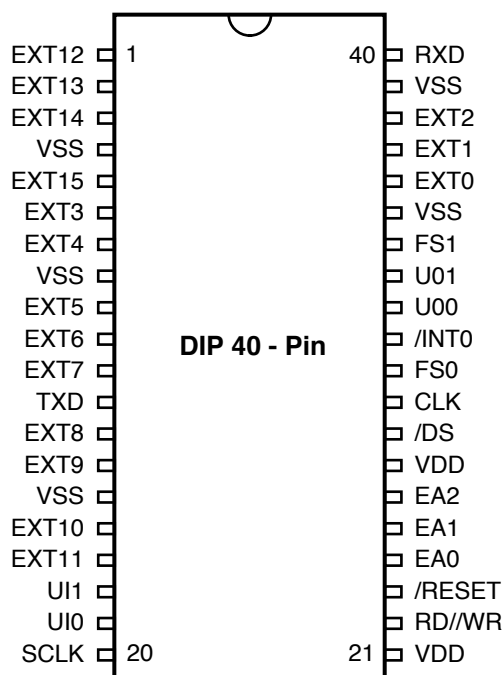 EXT12 1 40 RXD
EXT13 VSS
EXT14 EXT2
VSS EXT1
EXT15 EXT0
EXT3 VSS
EXT4 FS1
VSS U01
EXT5 U00
EXT6 DIP 40 - Pin /INT0
EXT7 FS0
TXD CLK
EXT8 /DS
EXT9 VDD
VSS EA2
EXT10 EA1
EXT11 EA0
UI1 /RESET
UI0 RD//WR
SCLK 20 21 VDD